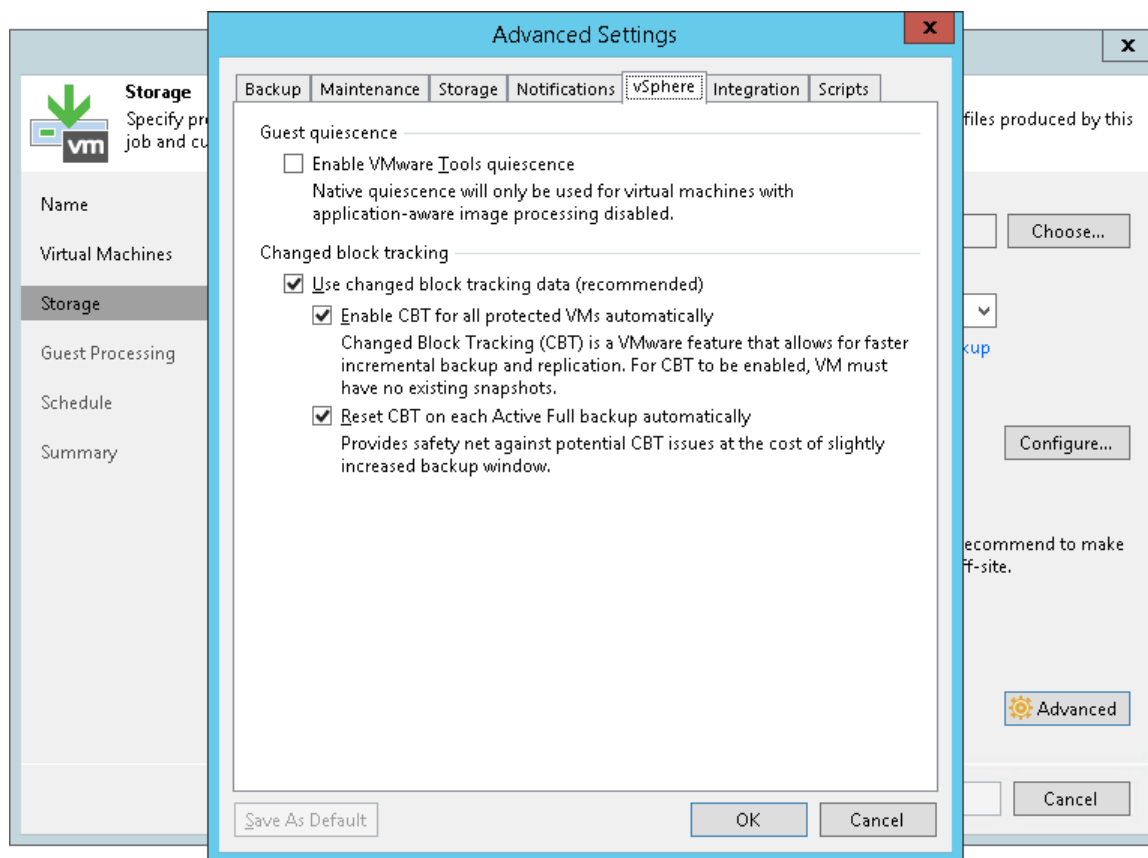 Advanced Settings
x
x
Storage
Specify pr
job and cu
files produced by this
vm
Name
Virtual Machines
Storage
Guest Processing
Schedule
Summary
Backup
Maintenance
Storage
Notifications
vSphere
Integration
Scripts
Guest quiescence
Enable VMware Tools quiescence
Native quiescence will only be used for virtual machines with
application-aware image processing disabled.
Changed block tracking
Use changed block tracking data (recommended)
Enable CBT for all protected VMs automatically
Changed Block Tracking (CBT) is a VMware feature that allows for faster
incremental backup and replication. For CBT to be enabled, VM must
have no existing snapshots.
Reset CBT on each Active Full backup automatically
Provides safety net against potential CBT issues at the cost of slightly
increased backup window.
Choose...
kup
Configure...
ecommend to make
ff-site.
Advanced
Save As Default
OK
Cancel
Cancel